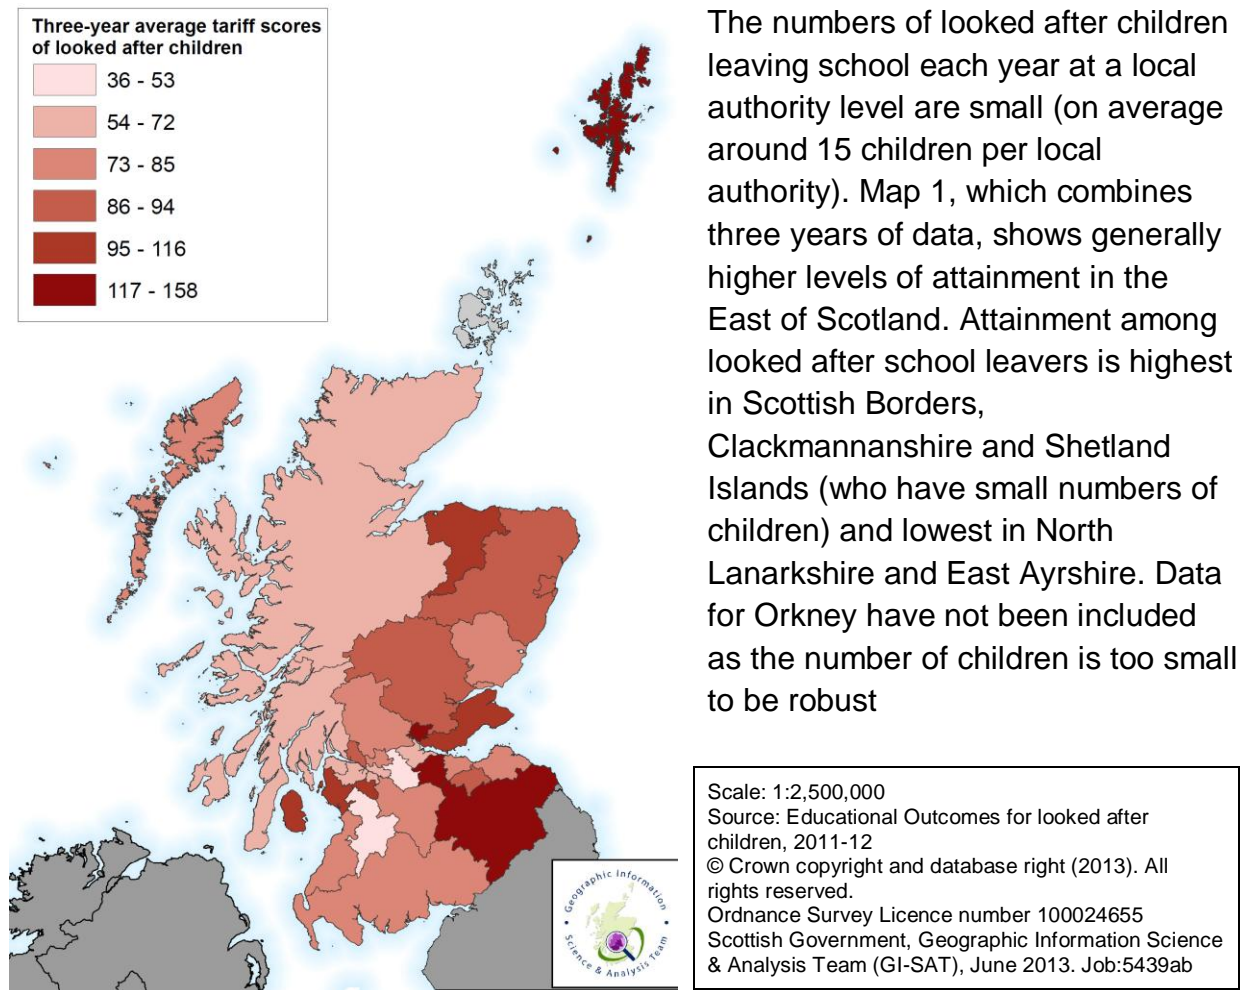 Three-year average tariff scores
of looked after children
36 - 53
54 - 72
73 - 85
86 - 94
95 - 116
117 - 158
Geographic Information
Science & Analysis Team
The numbers of looked after children
leaving school each year at a local
authority level are small (on average
around 15 children per local
authority). Map 1, which combines
three years of data, shows generally
higher levels of attainment in the
East of Scotland. Attainment among
looked after school leavers is highest
in Scottish Borders,
Clackmannanshire and Shetland
Islands (who have small numbers of
children) and lowest in North
Lanarkshire and East Ayrshire. Data
for Orkney have not been included
as the number of children is too small
to be robust
Scale: 1:2,500,000
Source: Educational Outcomes for looked after
children, 2011-12
© Crown copyright and database right (2013). All
rights reserved.
Ordnance Survey Licence number 100024655
Scottish Government, Geographic Information Science
& Analysis Team (GI-SAT), June 2013. Job:5439ab